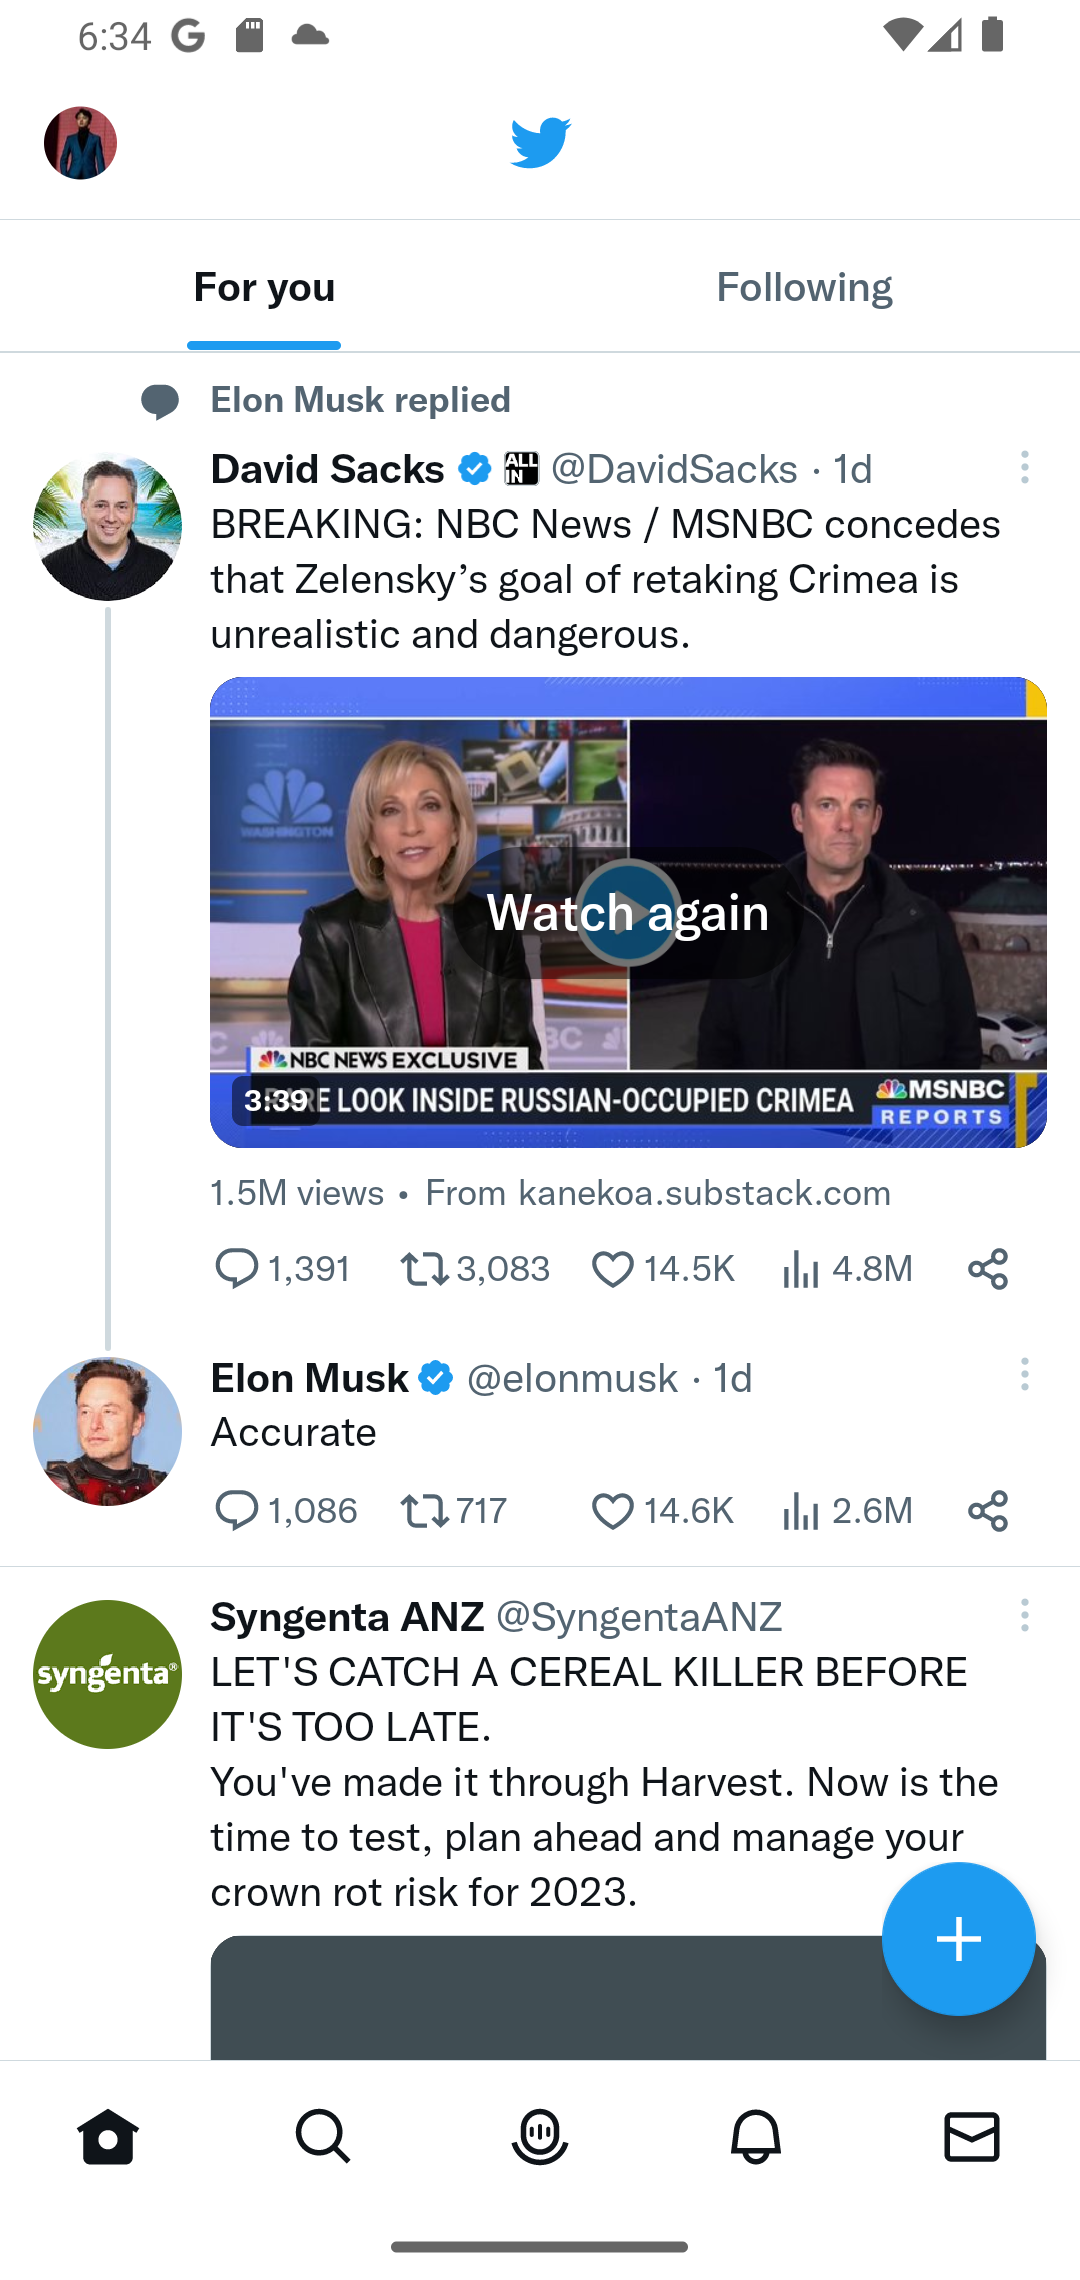 6:34
For you
Following
Elon Musk replied
David Sacks ALL IN @DavidSacks · 1d
BREAKING: NBC News / MSNBC concedes
that Zelensky’s goal of retaking Crimea is
unrealistic and dangerous.
WASHINGTON
Watch again
NBC NEWS EXCLUSIVE
3:39
LOOK INSIDE RUSSIAN-OCCUPIED CRIMEA
MSNBC
REPORTS
1.5M views • From kanekoa.substack.com
1,391 3,083 14.5K 4.8M
Elon Musk @elonmusk · 1d
Accurate
1,086 717 14.6K 2.6M
syngenta®
Syngenta ANZ @SyngentaANZ
LET'S CATCH A CEREAL KILLER BEFORE
IT'S TOO LATE.
You've made it through Harvest. Now is the
time to test, plan ahead and manage your
crown rot risk for 2023.